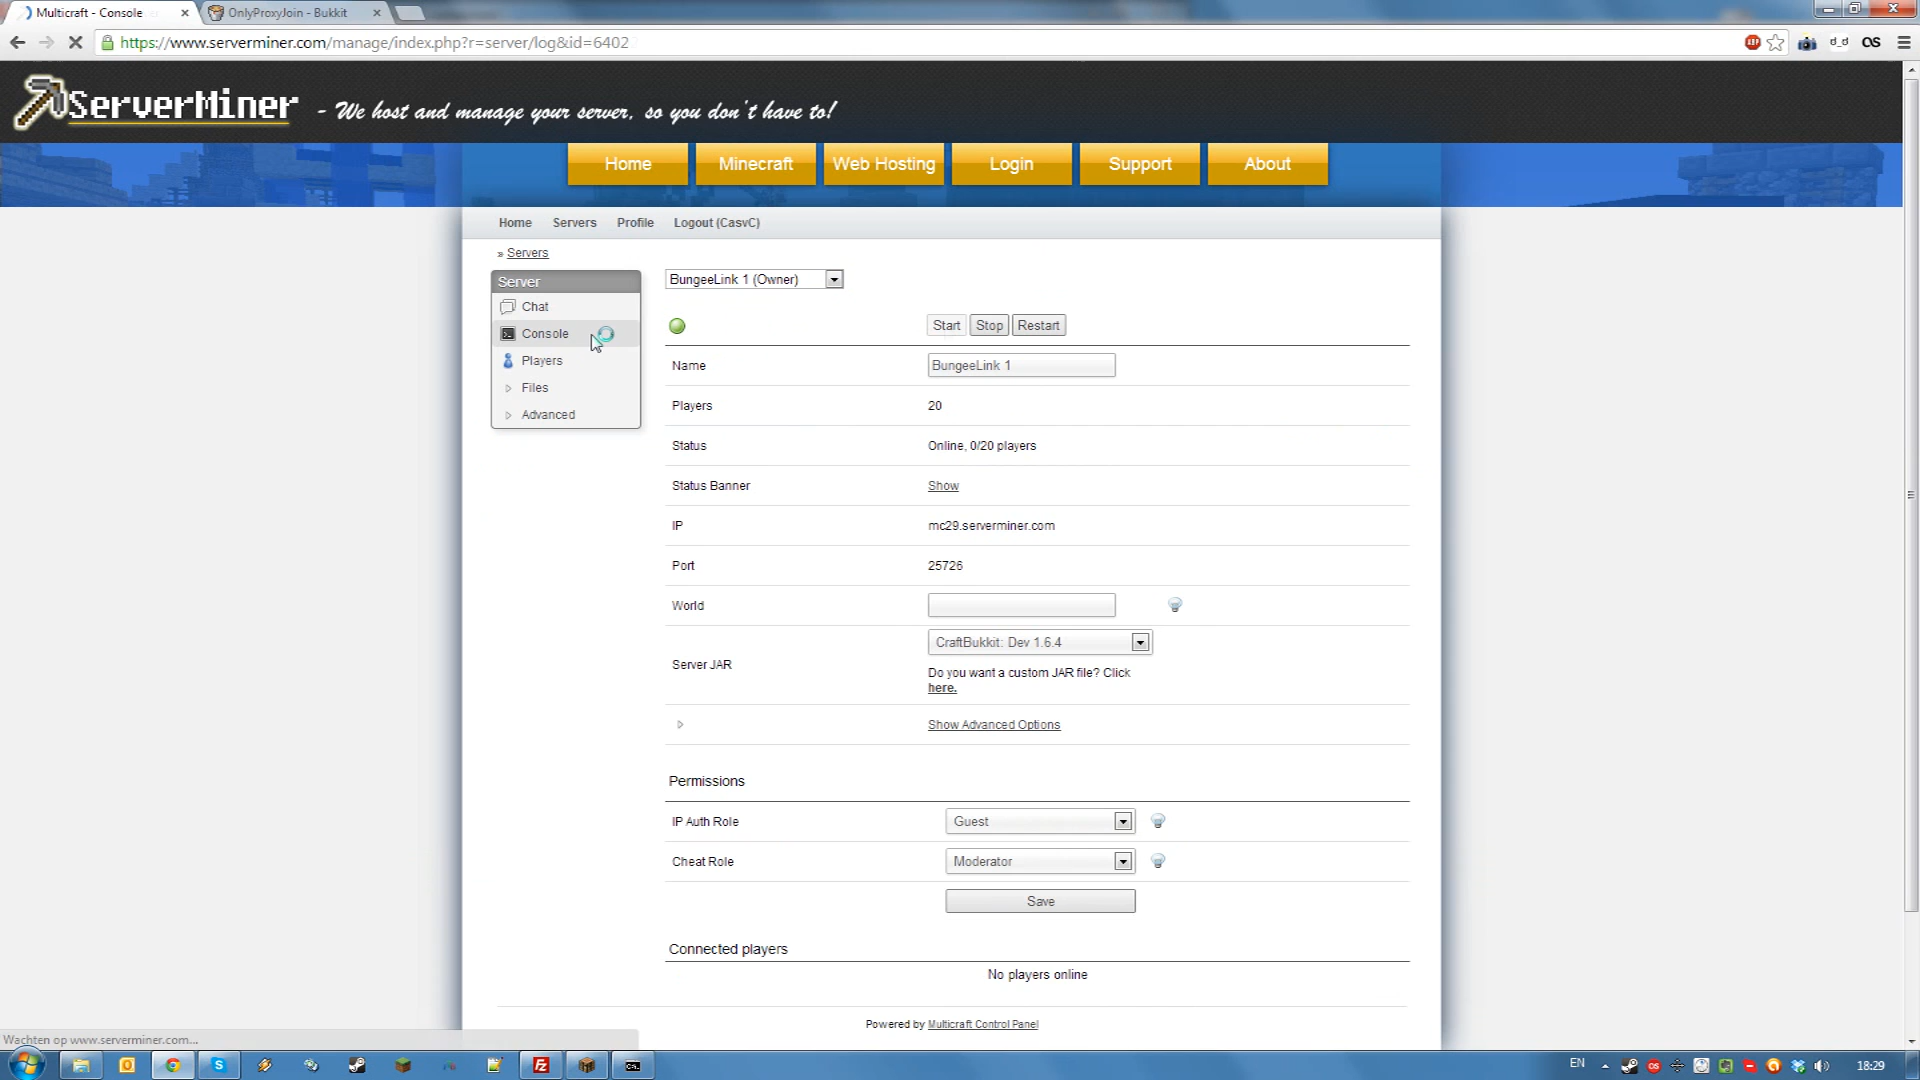 Multicraft - Console
OnlyProxyJoin - Bukkit
https://www.serverminer.com/manage/index.php?r=server/log&id=6402
ABP
d_d
OS
ServerMiner - We host and manage your server, so you don't have to!
Home
Minecraft
Web Hosting
Login
Support
About
Home
Servers
Profile
Logout (CasvC)
» Servers
Server
Chat
Console
Players
Files
Advanced
BungeeLink 1 (Owner)
Start
Stop
Restart
Name
BungeeLink 1
Players
20
Status
Online, 0/20 players
Status Banner
Show
IP
mc29.serverminer.com
Port
25726
World
Server JAR
CraftBukkit: Dev 1.6.4
Do you want a custom JAR file? Click
here.
Show Advanced Options
Permissions
IP Auth Role
Guest
Cheat Role
Moderator
Save
Connected players
No players online
Powered by Multicraft Control Panel
Wachten op www.serverminer.com...
EN
18:29